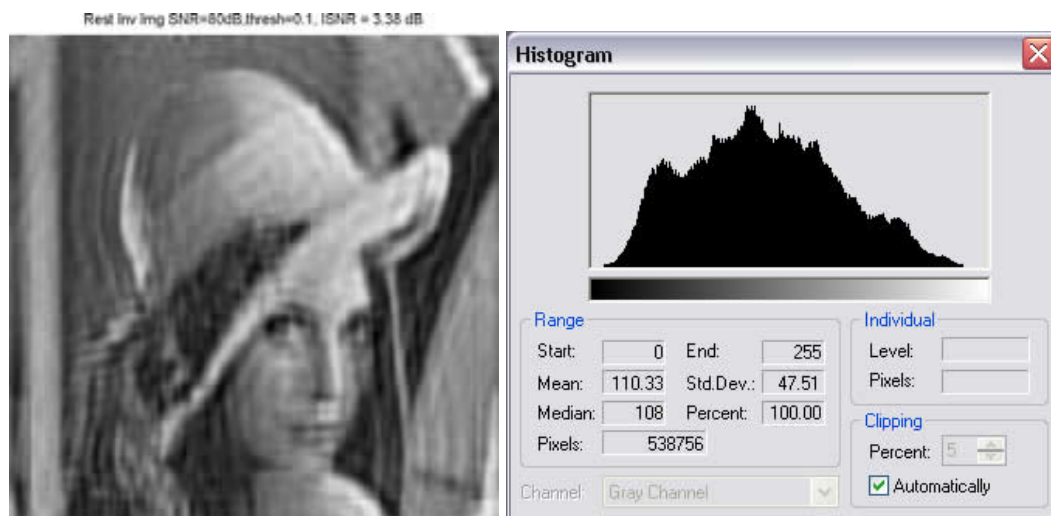 Rest Inv Img SNR=80dB,thresh=0.1, ISNR = 3.38 dB
Histogram
Range
Start: 0 End: 255
Mean: 110.33 Std.Dev.: 47.51
Median: 108 Percent: 100.00
Pixels: 538756
Channel: Gray Channel
Individual
Level:
Pixels:
Clipping
Percent: 5
Automatically